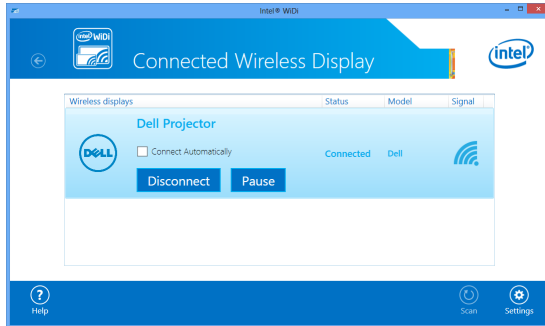 Intel® WiDi
intel WiDi
Connected Wireless Display
intel
Wireless displays Status Model Signal
Dell Projector
DELL
Connect Automatically
Connected Dell
Disconnect Pause
?
Help Scan Settings